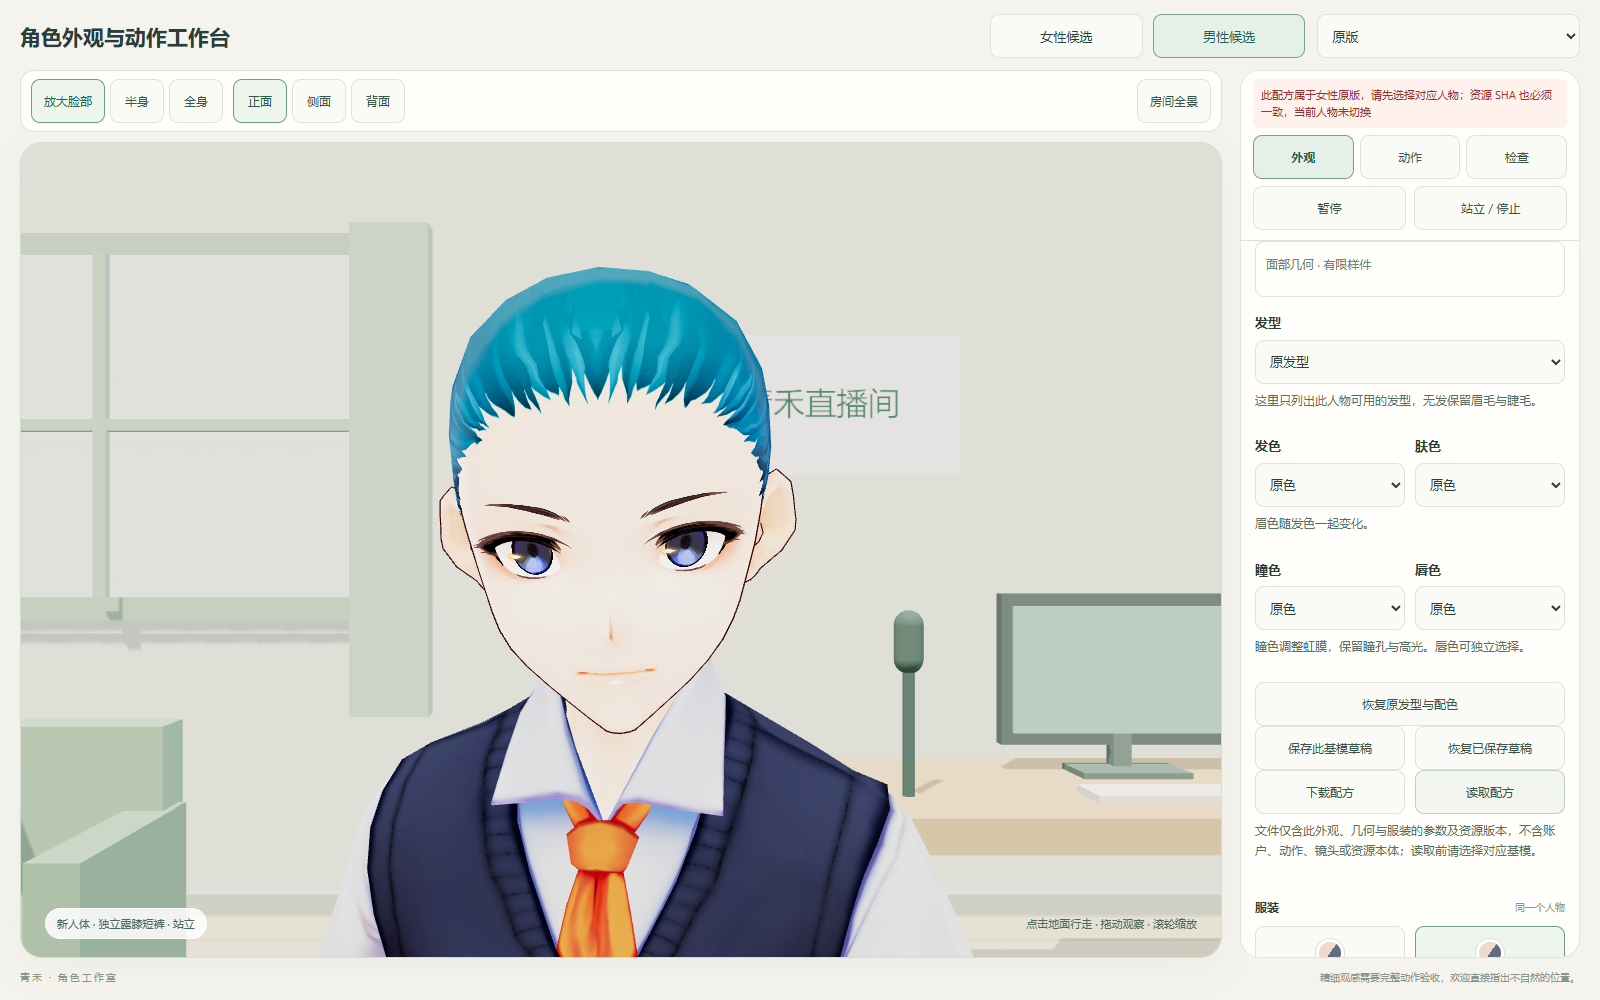 角色外观与动作工作台
女性候选
男性候选
原版
放大脸部
半身
全身
正面
侧面
背面
房间全景
此配方属于女性原版，请先选择对应人物；资源 SHA 也必须
一致，当前人物未切换
外观
动作
检查
暂停
站立 / 停止
面部几何 · 有限样件
发型
原发型
这里只列出此人物可用的发型，无发保留眉毛与睫毛。
发色
肤色
原色
原色
眉色随发色一起变化。
瞳色
唇色
原色
原色
瞳色调整虹膜，保留瞳孔与高光。唇色可独立选择。
恢复原发型与配色
保存此基模草稿
恢复已保存草稿
下载配方
读取配方
文件仅含此外观、几何与服装的参数及资源版本，不含账
户、动作、镜头或资源本体；读取前请选择对应基模。
服装
同一个人物
禾直播间
新人体 · 独立露膝短裤 · 站立
点击地面行走 · 拖动观察 · 滚轮缩放
青禾 · 角色工作室
精细观感需要完整动作验收，欢迎直接指出不自然的位置。